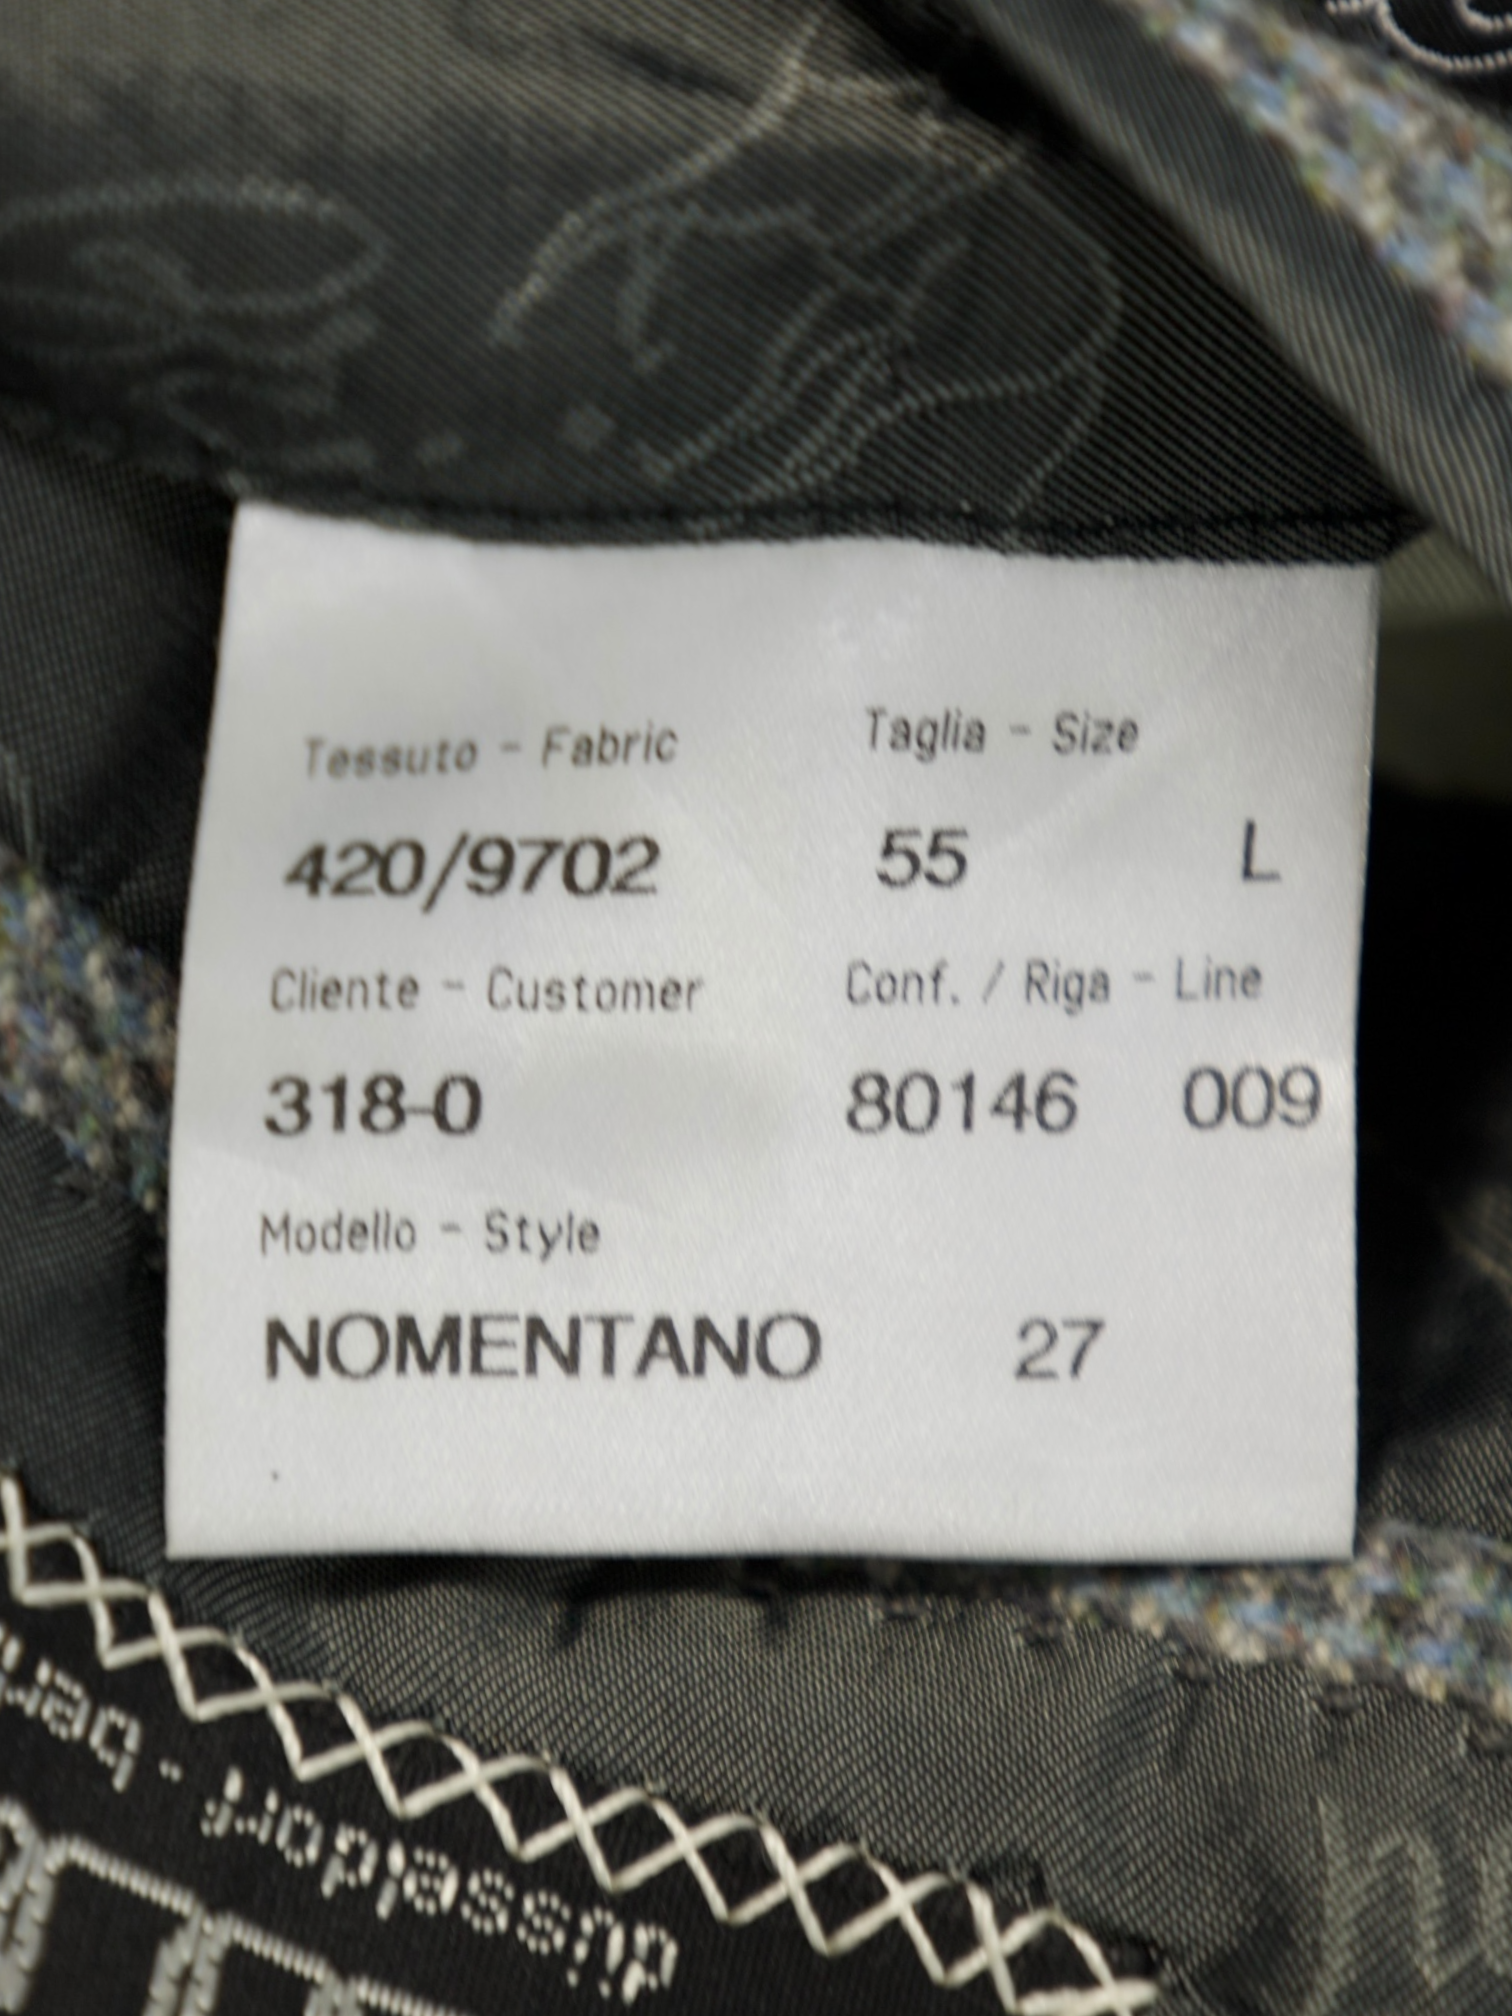 Tessuto - Fabric Taglia - Size
420/9702 55 L
Cliente - Customer Conf. / Riga - Line
318-0 80146 009
Modello - Style
NOMENTANO 27
düsseldorf -